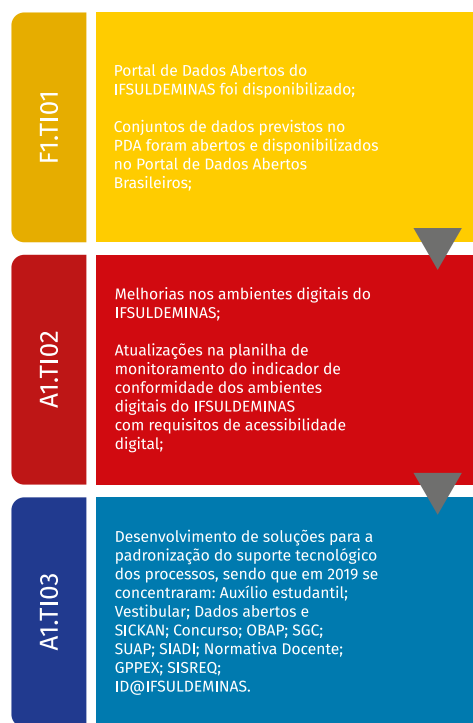 F1.TI01
Portal de Dados Abertos do
IFSULDEMINAS foi disponibilizado;
Conjuntos de dados previstos no
PDA foram abertos e disponibilizados
no Portal de Dados Abertos
Brasileiros;
A1.TI02
Melhorias nos ambientes digitais do
IFSULDEMINAS;
Atualizações na planilha de
monitoramento do indicador de
conformidade dos ambientes
digitais do IFSULDEMINAS
com requisitos de acessibilidade
digital;
A1.TI03
Desenvolvimento de soluções para a
padronização do suporte tecnológico
dos processos, sendo que em 2019 se
concentraram: Auxílio estudantil;
Vestibular; Dados abertos e
SICKAN; Concurso; OBAP; SGC;
SUAP; SIADI; Normativa Docente;
GPPEX; SISREQ;
ID@IFSULDEMINAS.